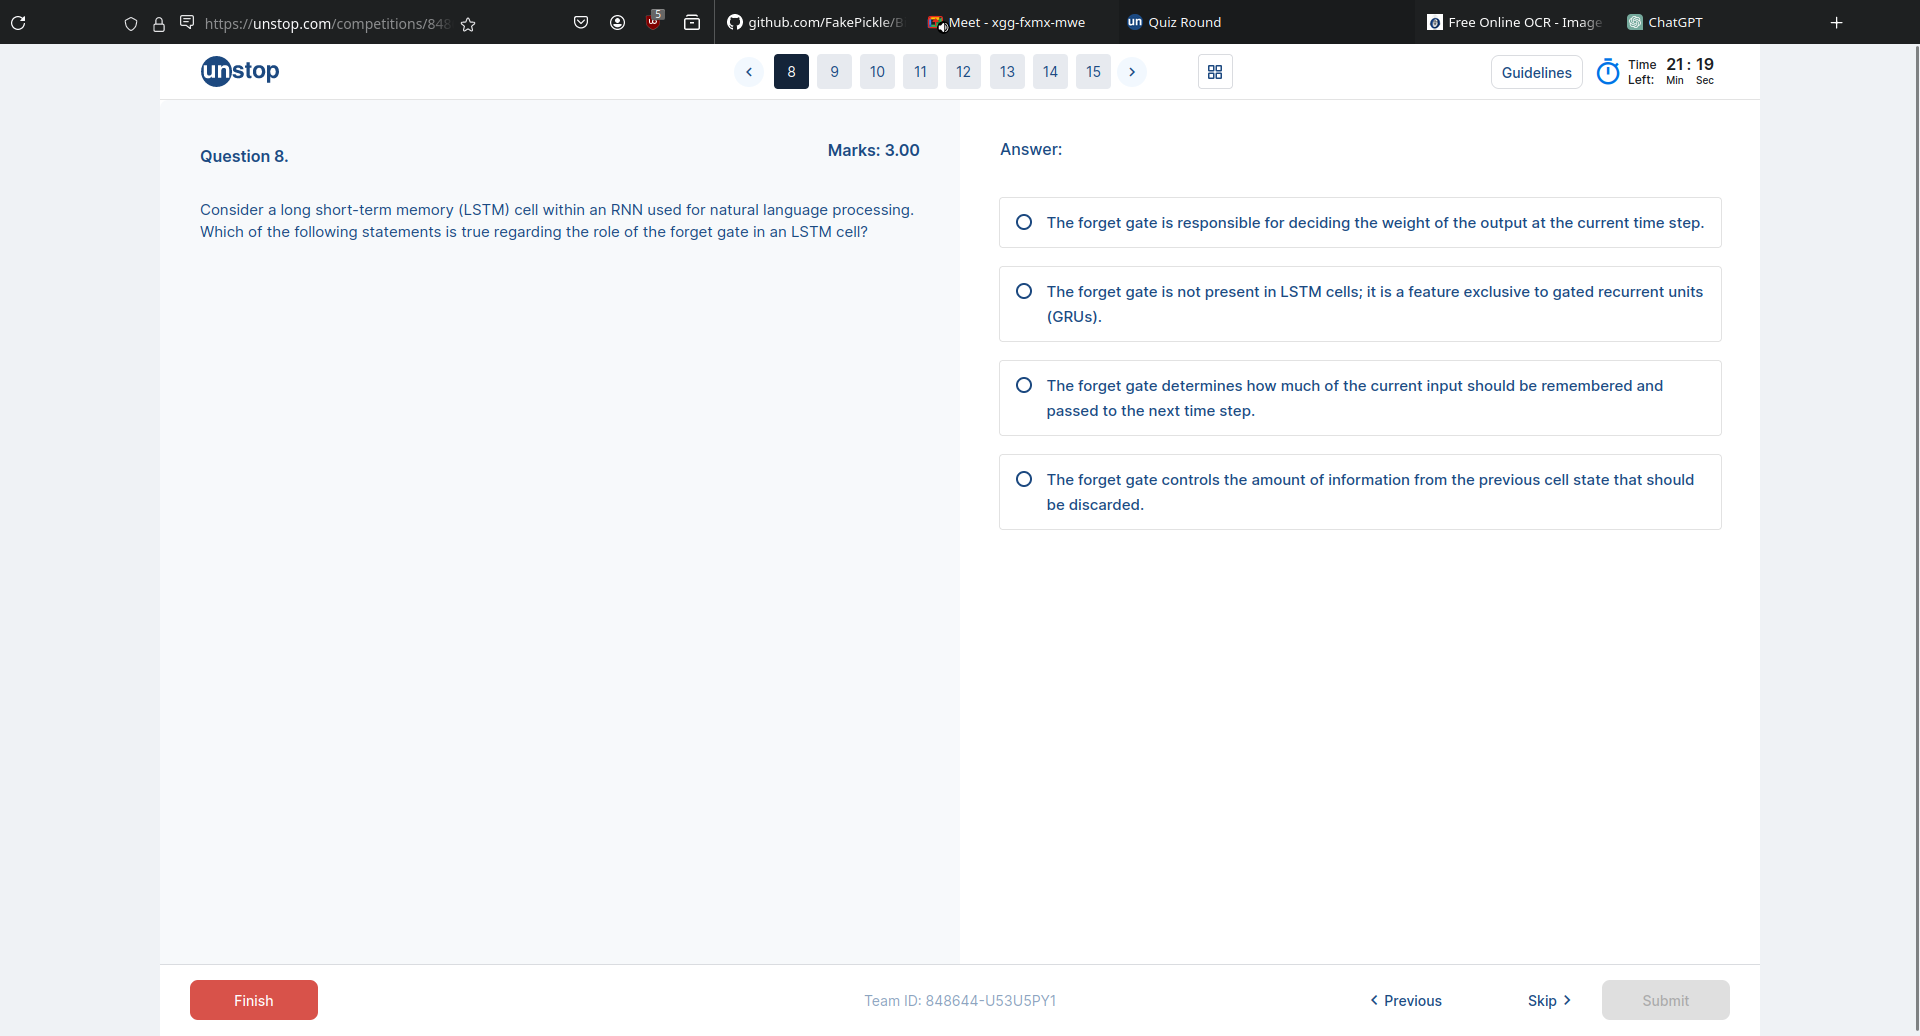 https://unstop.com/competitions/848
5
github.com/FakePickle/B
Meet - xgg-fxmx-mwe
un Quiz Round
Free Online OCR - Image
ChatGPT
unstop
8 9 10 11 12 13 14 15
Guidelines
Time Left: 21 : 19
Min Sec
Question 8.
Marks: 3.00
Consider a long short-term memory (LSTM) cell within an RNN used for natural language processing.
Which of the following statements is true regarding the role of the forget gate in an LSTM cell?
Answer:
The forget gate is responsible for deciding the weight of the output at the current time step.
The forget gate is not present in LSTM cells; it is a feature exclusive to gated recurrent units
(GRUs).
The forget gate determines how much of the current input should be remembered and
passed to the next time step.
The forget gate controls the amount of information from the previous cell state that should
be discarded.
Finish
Team ID: 848644-U53U5PY1
Previous
Skip
Submit